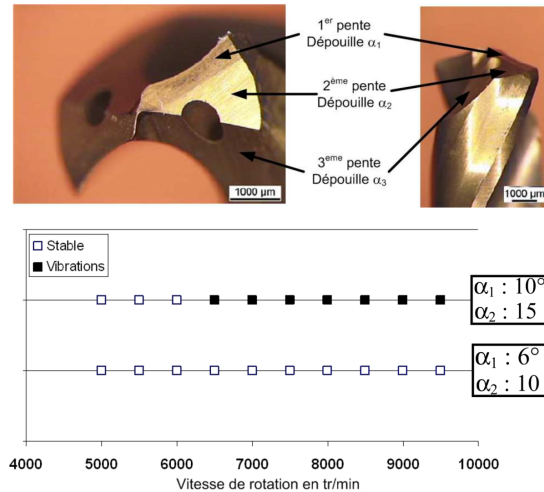 1er pente
Dépouille α1
2ème pente
Dépouille α2
3eme pente
Dépouille α3
1000 µm
1000 µm
Stable
Vibrations
α1 : 10°
α2 : 15
α1 : 6°
α2 : 10
4000 5000 6000 7000 8000 9000 10000
Vitesse de rotation en tr/min